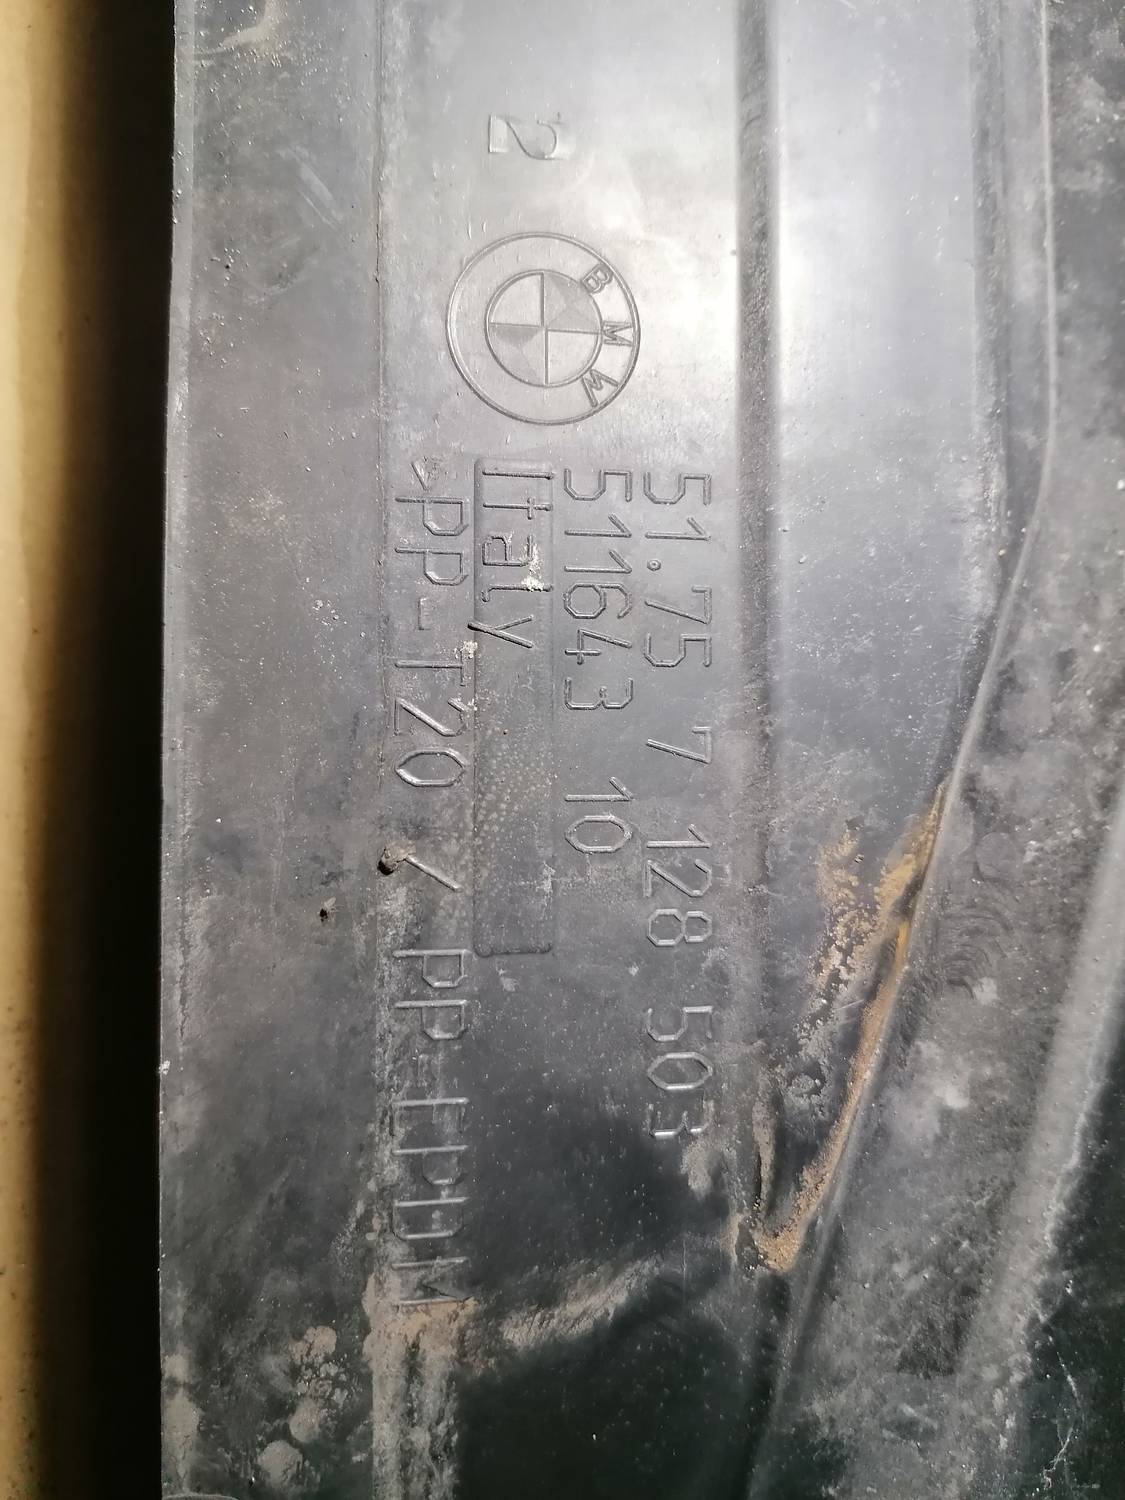 2
BMW
51.75 7 128 503
511643 10
Italy
>PP-T20 / PP-EPDM